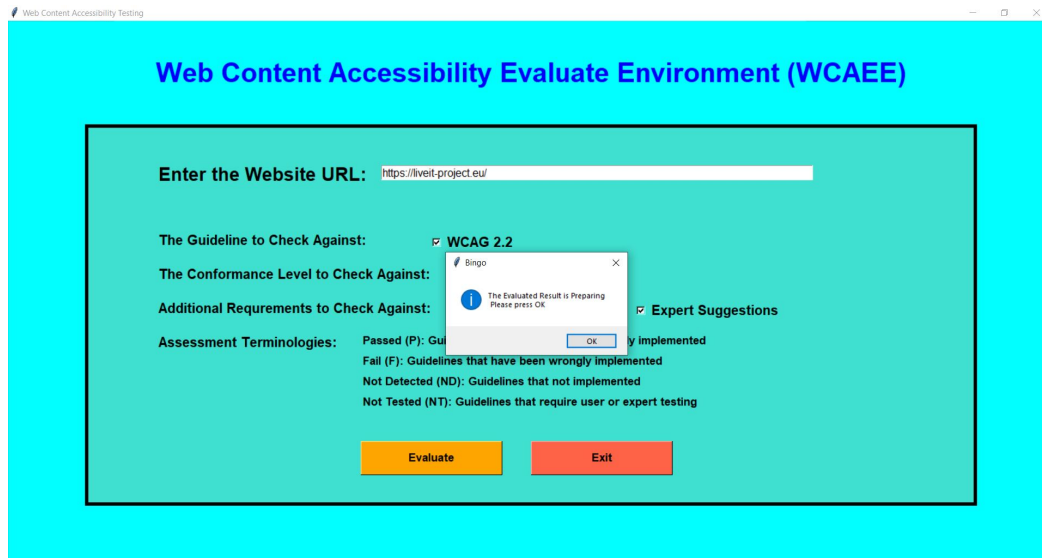 Web Content Accessibility Testing
Web Content Accessibility Evaluate Environment (WCAEE)
Enter the Website URL: https://liveit-project.eu/
The Guideline to Check Against: WCAG 2.2
Bingo
The Conformance Level to Check Against:
The Evaluated Result is Preparing
Please press OK
Additional Requrements to Check Against: Expert Suggestions
OK
Assessment Terminologies: Passed (P): Gui ly implemented
Fail (F): Guidelines that have been wrongly implemented
Not Detected (ND): Guidelines that not implemented
Not Tested (NT): Guidelines that require user or expert testing
Evaluate Exit